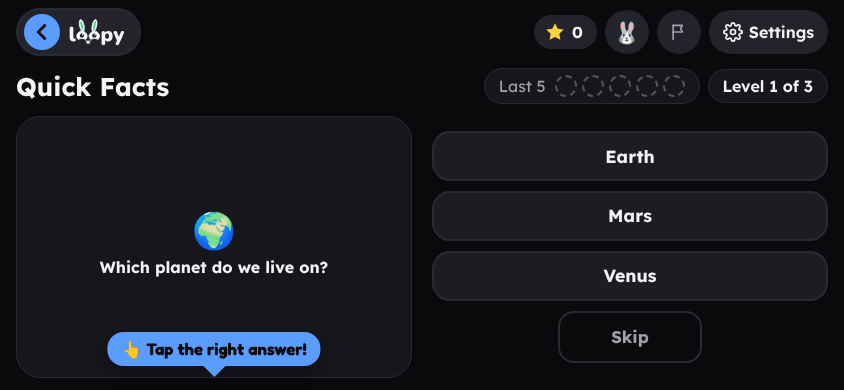 loopy
0
Settings
Quick Facts
Last 5
Level 1 of 3
Which planet do we live on?
Tap the right answer!
Earth
Mars
Venus
Skip